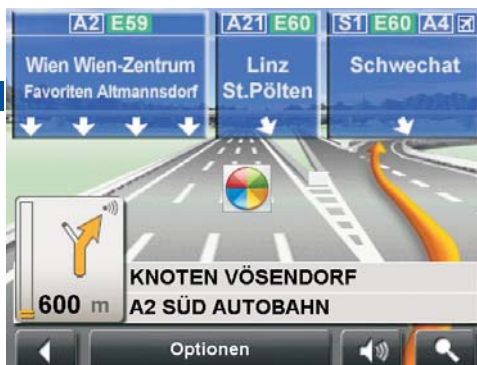 A2 E59
A21 E60
S1 E60 A4
Wien Wien-Zentrum
Favoriten Altmannsdorf
Linz
St.Pölten
Schwechat
KNOTEN VÖSENDORF
600 m
A2 SÜD AUTOBAHN
Optionen